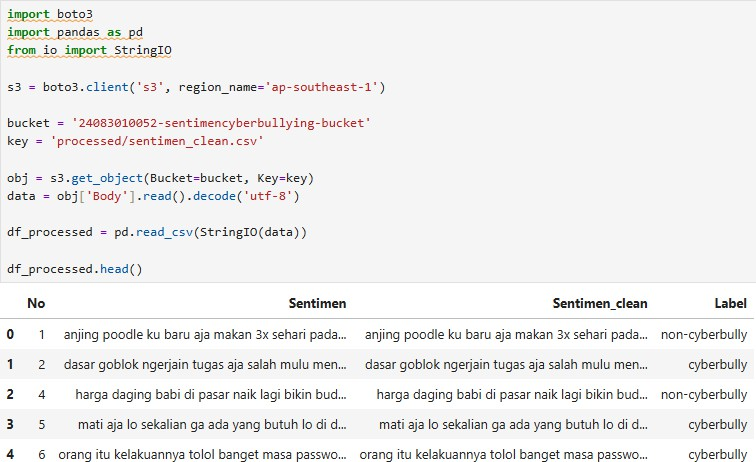 import boto3
import pandas as pd
from io import StringIO
s3 = boto3.client('s3', region_name='ap-southeast-1')
bucket = '24083010052-sentimencyberbullying-bucket'
key = 'processed/sentimen_clean.csv'
obj = s3.get_object(Bucket=bucket, Key=key)
data = obj['Body'].read().decode('utf-8')
df_processed = pd.read_csv(StringIO(data))
df_processed.head()
No Sentimen Sentimen_clean Label
0 1 anjing poodle ku baru aja makan 3x sehari pada... anjing poodle ku baru aja makan 3x sehari pada... non-cyberbully
1 2 dasar goblok ngerjain tugas aja salah mulu men... dasar goblok ngerjain tugas aja salah mulu men... cyberbully
2 4 harga daging babi di pasar naik lagi bikin bud... harga daging babi di pasar naik lagi bikin bud... non-cyberbully
3 5 mati aja lo sekalian ga ada yang butuh lo di d... mati aja lo sekalian ga ada yang butuh lo di d... cyberbully
4 6 orang itu kelakuannya tolol banget masa passwo... orang itu kelakuannya tolol banget masa passwo... cyberbully